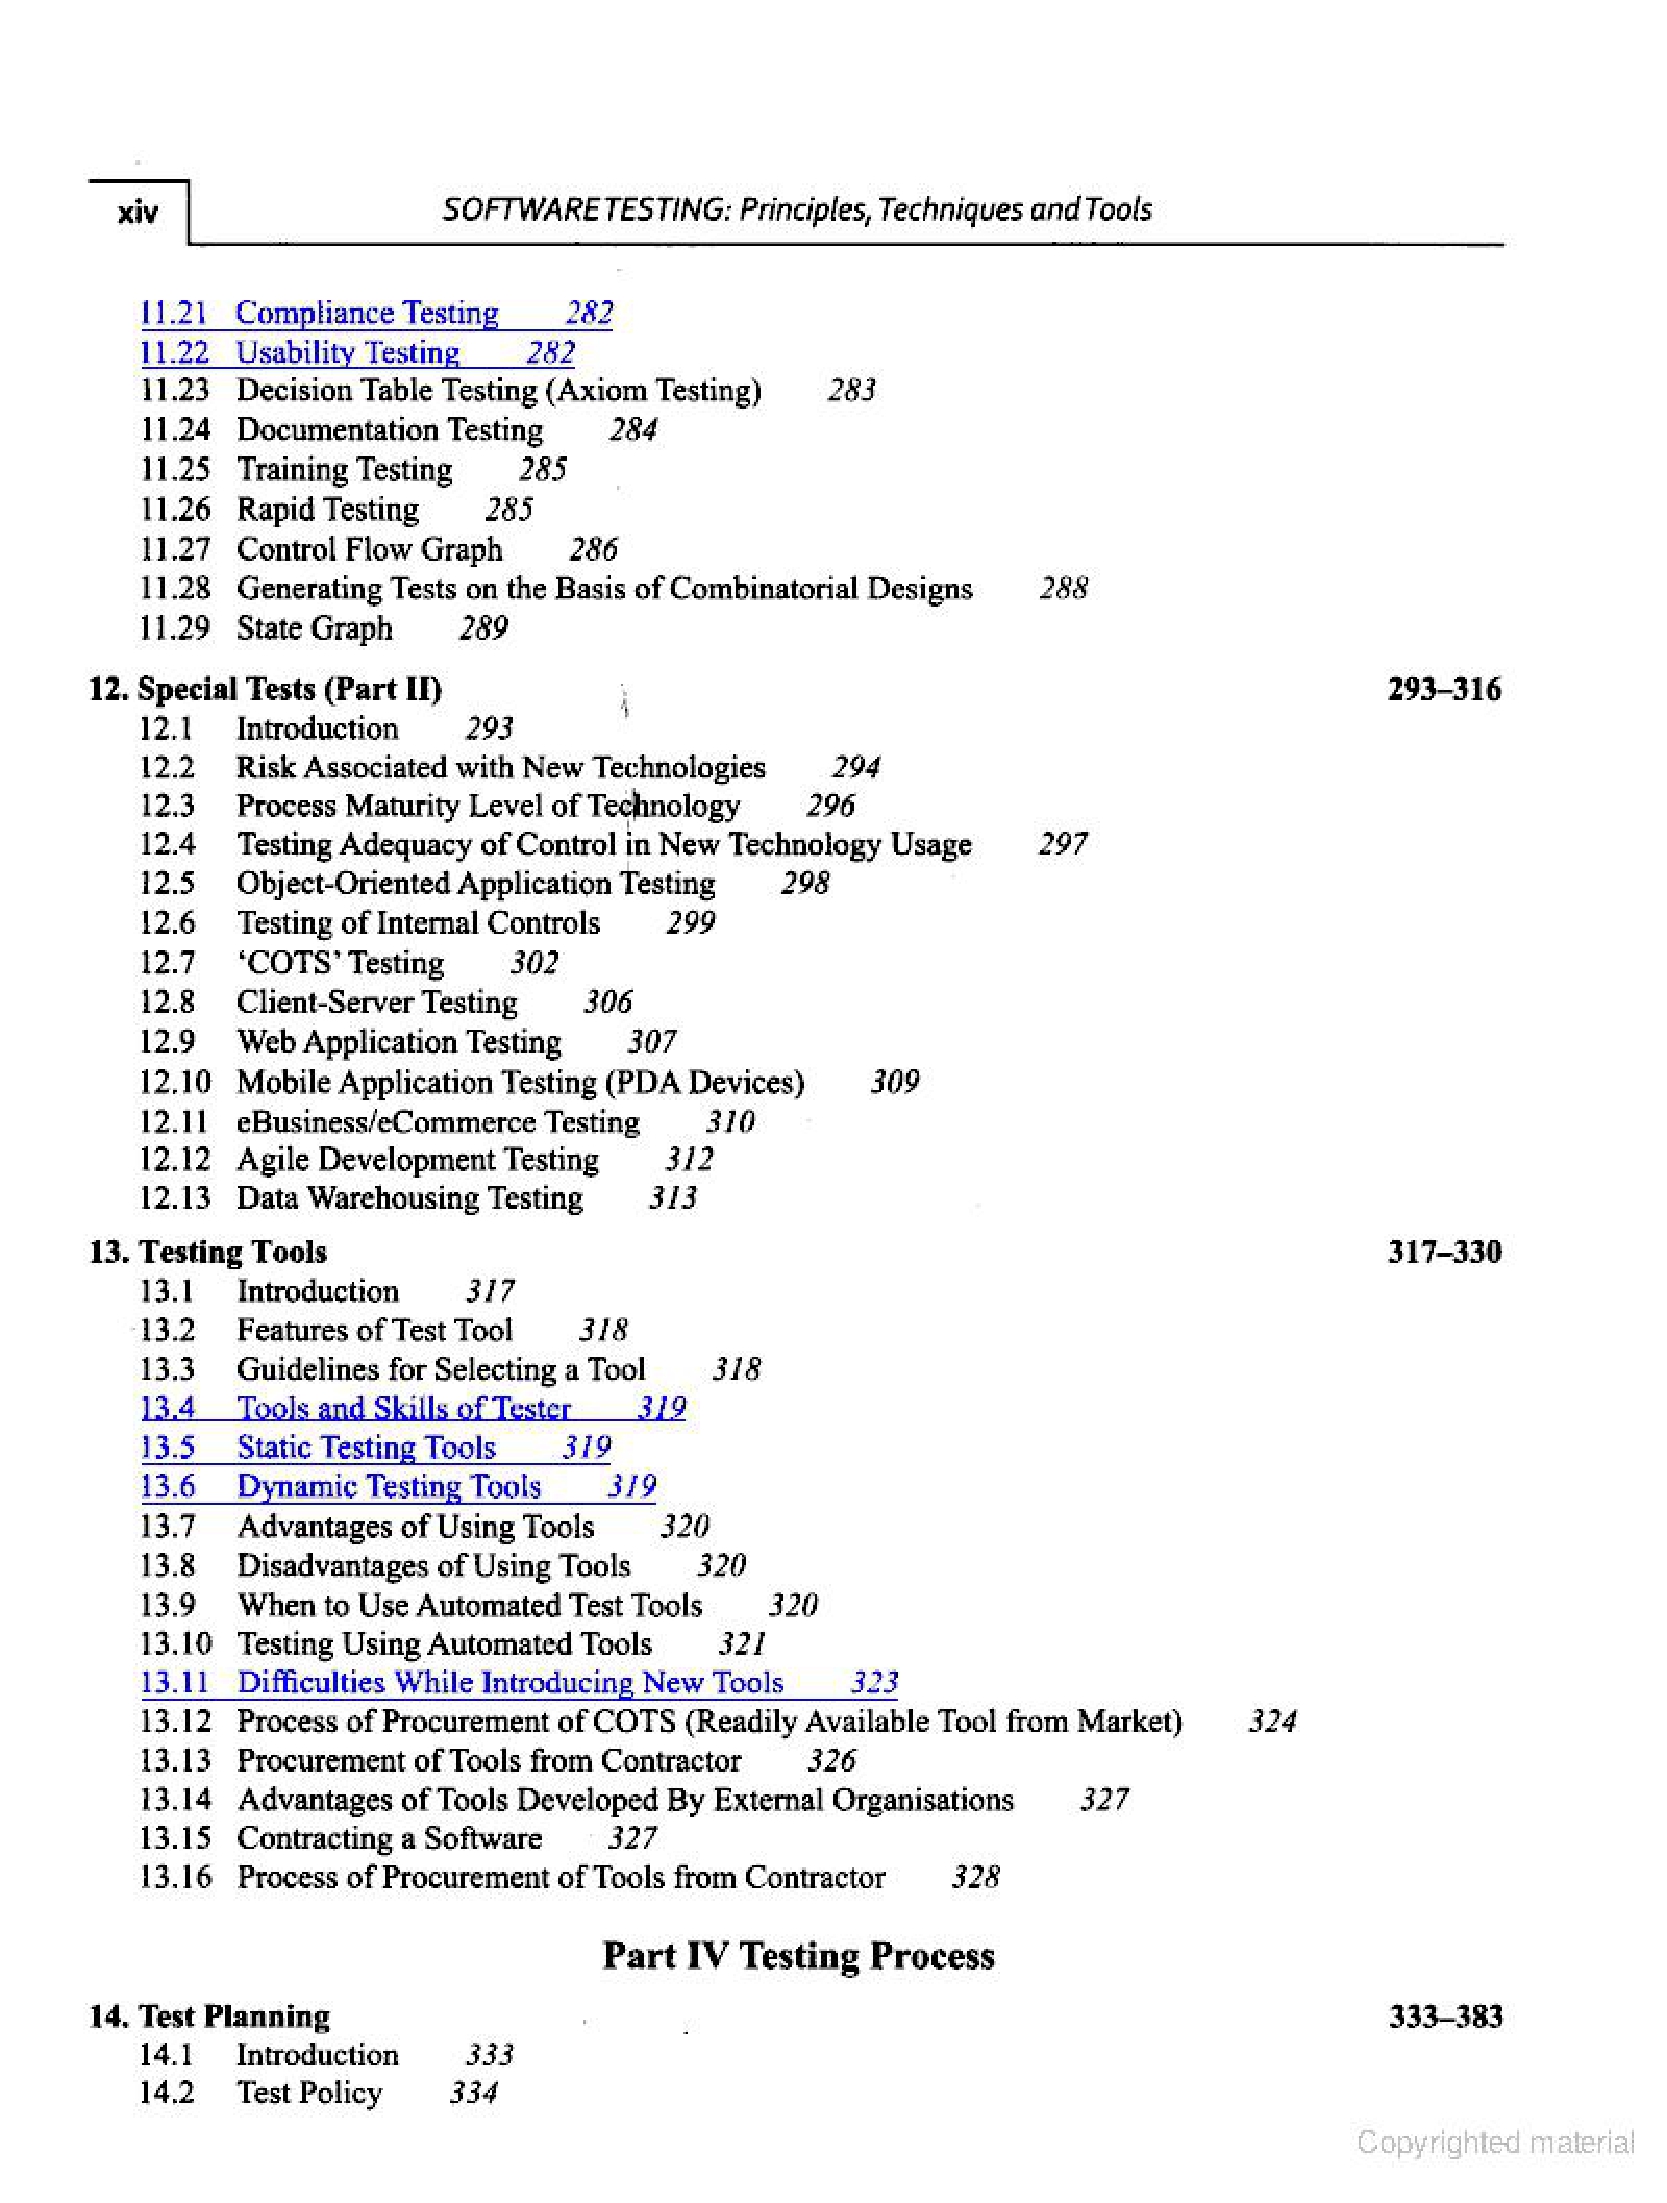 xiv
SOFTWARE TESTING: Principles, Techniques and Tools
11.21 Compliance Testing 282
11.22 Usability Testing 282
11.23 Decision Table Testing (Axiom Testing) 283
11.24 Documentation Testing 284
11.25 Training Testing 285
11.26 Rapid Testing 285
11.27 Control Flow Graph 286
11.28 Generating Tests on the Basis of Combinatorial Designs 288
11.29 State Graph 289
12. Special Tests (Part II) 293–316
12.1 Introduction 293
12.2 Risk Associated with New Technologies 294
12.3 Process Maturity Level of Technology 296
12.4 Testing Adequacy of Control in New Technology Usage 297
12.5 Object-Oriented Application Testing 298
12.6 Testing of Internal Controls 299
12.7 ‘COTS’ Testing 302
12.8 Client-Server Testing 306
12.9 Web Application Testing 307
12.10 Mobile Application Testing (PDA Devices) 309
12.11 eBusiness/eCommerce Testing 310
12.12 Agile Development Testing 312
12.13 Data Warehousing Testing 313
13. Testing Tools 317–330
13.1 Introduction 317
13.2 Features of Test Tool 318
13.3 Guidelines for Selecting a Tool 318
13.4 Tools and Skills of Tester 319
13.5 Static Testing Tools 319
13.6 Dynamic Testing Tools 319
13.7 Advantages of Using Tools 320
13.8 Disadvantages of Using Tools 320
13.9 When to Use Automated Test Tools 320
13.10 Testing Using Automated Tools 321
13.11 Difficulties While Introducing New Tools 323
13.12 Process of Procurement of COTS (Readily Available Tool from Market) 324
13.13 Procurement of Tools from Contractor 326
13.14 Advantages of Tools Developed By External Organisations 327
13.15 Contracting a Software 327
13.16 Process of Procurement of Tools from Contractor 328
Part IV Testing Process
14. Test Planning 333–383
14.1 Introduction 333
14.2 Test Policy 334
Copyrighted material